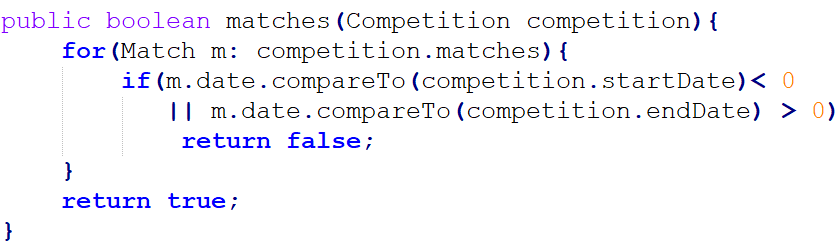 public boolean matches(Competition competition){
    for(Match m: competition.matches){
        if(m.date.compareTo(competition.startDate)< 0
           || m.date.compareTo(competition.endDate) > 0)
            return false;
    }
    return true;
}